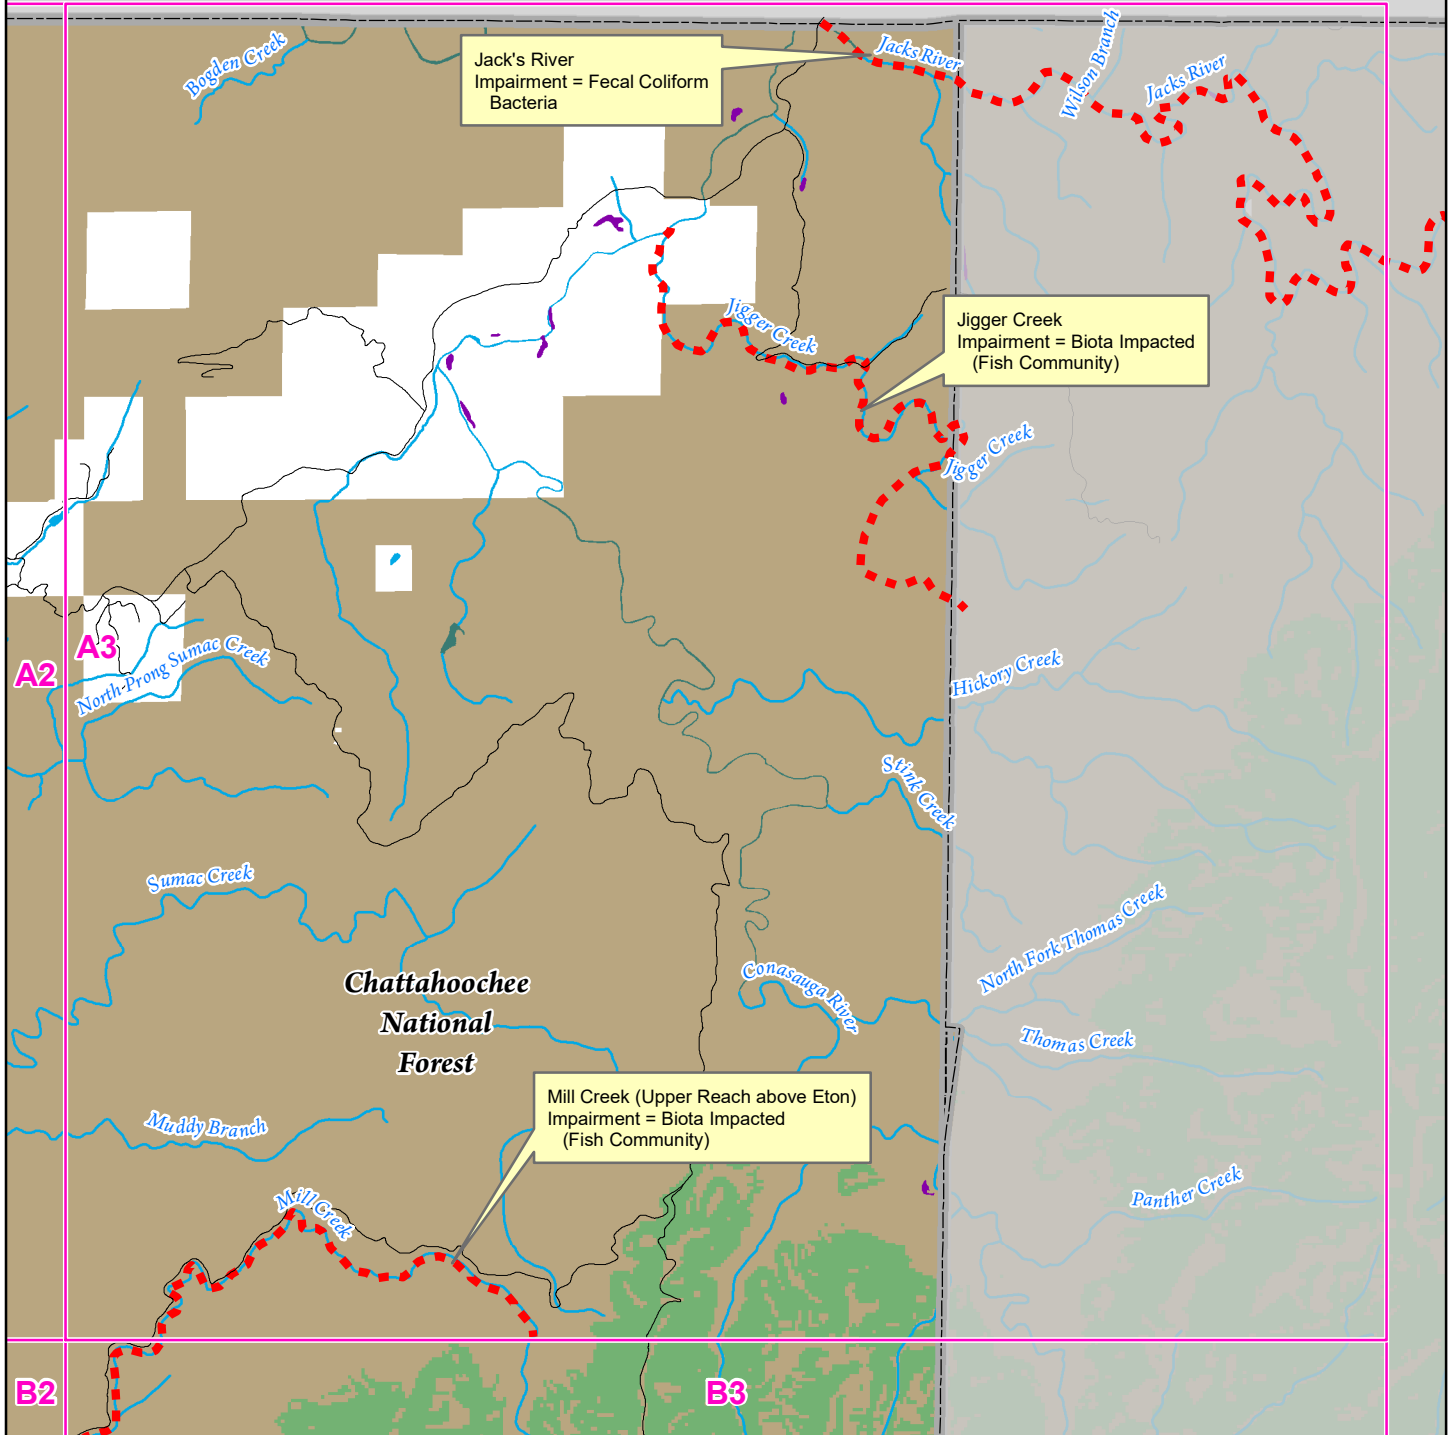 Bogden Creek
Jack's River
Impairment = Fecal Coliform
Bacteria
Jacks River
Wilson Branch
Jacks River
Jigger Creek
Jigger Creek
Impairment = Biota Impacted
(Fish Community)
Jigger Creek
A2
A3
North Prong Sumac Creek
Hickory Creek
Stink Creek
Sumac Creek
North Fork Thomas Creek
Chattahoochee
National
Forest
Conasauga River
Thomas Creek
Mill Creek (Upper Reach above Eton)
Impairment = Biota Impacted
(Fish Community)
Muddy Branch
Mill Creek
Panther Creek
B2
B3